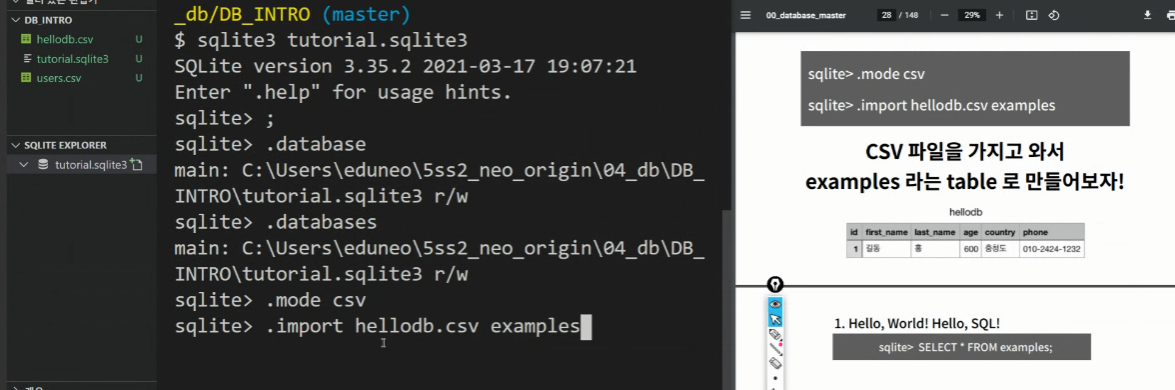 DB_INTRO
hellodb.csv U
tutorial.sqlite3 U
users.csv U
SQLITE EXPLORER
tutorial.sqlite3
_db/DB_INTRO (master)
$ sqlite3 tutorial.sqlite3
SQLite version 3.35.2 2021-03-17 19:07:21
Enter ".help" for usage hints.
sqlite> ;
sqlite> .database
main: C:\Users\eduneo\5ss2_neo_origin\04_db\DB_
INTRO\tutorial.sqlite3 r/w
sqlite> .databases
main: C:\Users\eduneo\5ss2_neo_origin\04_db\DB_
INTRO\tutorial.sqlite3 r/w
sqlite> .mode csv
sqlite> .import hellodb.csv examples
00_database_master 28 / 148 29%
sqlite> .mode csv
sqlite> .import hellodb.csv examples
CSV 파일을 가지고 와서
examples 라는 table 로 만들어보자!
hellodb
id first_name last_name age country phone
1 길동 홍 600 충청도 010-2424-1232
1. Hello, World! Hello, SQL!
sqlite> SELECT * FROM examples;